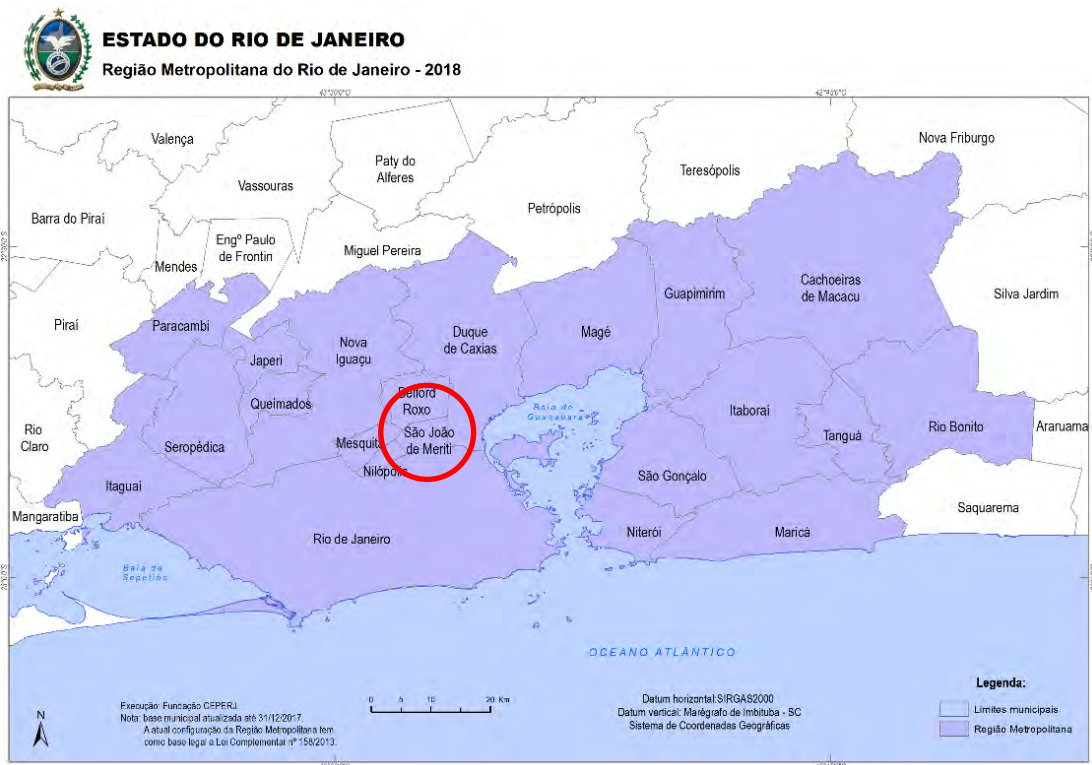 ESTADO DO RIO DE JANEIRO
Região Metropolitana do Rio de Janeiro - 2018
Valença
Nova Friburgo
Paty do
Alferes
Teresópolis
Vassouras
Petrópolis
Barra do Piraí
Engº Paulo
de Frontin
Miguel Pereira
Mendes
Cachoeiras
de Macacu
Guapimirim
Silva Jardim
Piraí
Paracambi
Duque
de Caxias
Magé
Nova
Iguaçu
Japeri
Belford
Roxo
Queimados
Baía de
Guanabara
Itaboraí
Rio
Claro
São João
de Meriti
Mesquita
Tanguá
Rio Bonito
Araruama
Seropédica
Nilópolis
São Gonçalo
Itaguaí
Mangaratiba
Saquarema
Rio de Janeiro
Niterói
Maricá
Baía de
Sepetiba
OCEANO ATLÂNTICO
Legenda:
Limites municipais
Região Metropolitana
N
Execução: Fundação CEPERJ.
Nota: base municipal atualizada até 31/12/2017.
A atual configuração da Região Metropolitana tem
como base legal a Lei Complementar nº 158/2013.
0 5 10 20 Km
Datum horizontal:SIRGAS2000
Datum vertical: Marégrafo de Imbituba - SC
Sistema de Coordenadas Geográficas